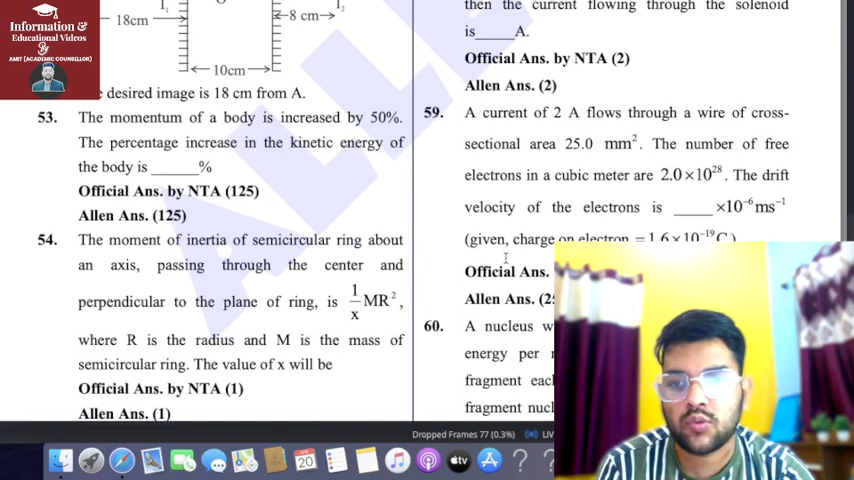 Information &
Educational Videos
By
AMIT (ACADEMIC COUNSELLOR)
18cm
I₁
8 cm
I₂
10cm
desired image is 18 cm from A.
53. The momentum of a body is increased by 50%.
The percentage increase in the kinetic energy of
the body is ______%
Official Ans. by NTA (125)
Allen Ans. (125)
54. The moment of inertia of semicircular ring about
an axis, passing through the center and
perpendicular to the plane of ring, is 1/x MR²,
where R is the radius and M is the mass of
semicircular ring. The value of x will be
Official Ans. by NTA (1)
Allen Ans. (1)
then the current flowing through the solenoid
is_____A.
Official Ans. by NTA (2)
Allen Ans. (2)
59. A current of 2 A flows through a wire of cross-
sectional area 25.0 mm². The number of free
electrons in a cubic meter are 2.0×10²⁸. The drift
velocity of the electrons is ____×10⁻⁶ms⁻¹
(given, charge on electron = 1.6×10⁻¹⁹C)
Official Ans.
Allen Ans.
60. A nucleus
energy per
fragment
fragment
Dropped Frames 77 (0.3%) LIV
20
tv